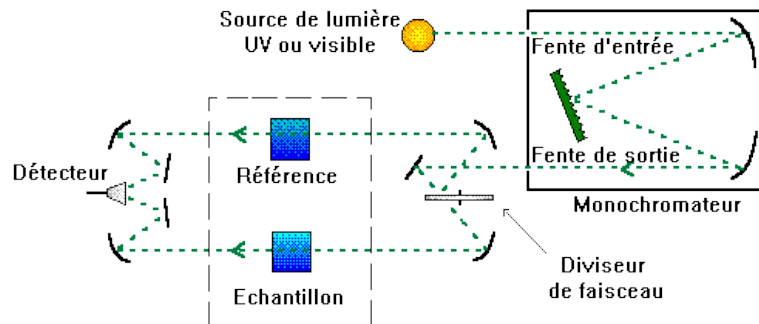 Source de lumière
UV ou visible
Fente d'entrée
Fente de sortie
Monochromateur
Détecteur
Référence
Echantillon
Diviseur
de faisceau